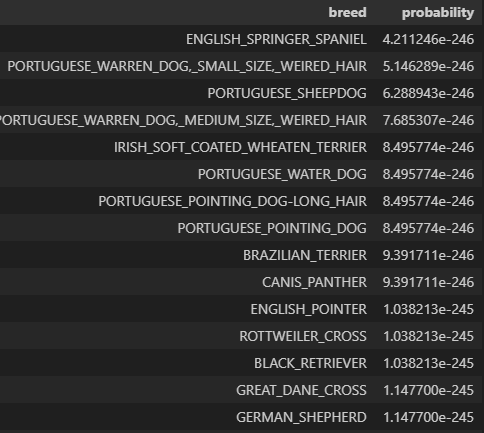 breed probability
ENGLISH_SPRINGER_SPANIEL 4.211246e-246
PORTUGUESE_WARREN_DOG,_SMALL_SIZE,_WEIRED_HAIR 5.146289e-246
PORTUGUESE_SHEEPDOG 6.288943e-246
PORTUGUESE_WARREN_DOG,_MEDIUM_SIZE,_WEIRED_HAIR 7.685307e-246
IRISH_SOFT_COATED_WHEATEN_TERRIER 8.495774e-246
PORTUGUESE_WATER_DOG 8.495774e-246
PORTUGUESE_POINTING_DOG-LONG_HAIR 8.495774e-246
PORTUGUESE_POINTING_DOG 8.495774e-246
BRAZILIAN_TERRIER 9.391711e-246
CANIS_PANTHER 9.391711e-246
ENGLISH_POINTER 1.038213e-245
ROTTWEILER_CROSS 1.038213e-245
BLACK_RETRIEVER 1.038213e-245
GREAT_DANE_CROSS 1.147700e-245
GERMAN_SHEPHERD 1.147700e-245